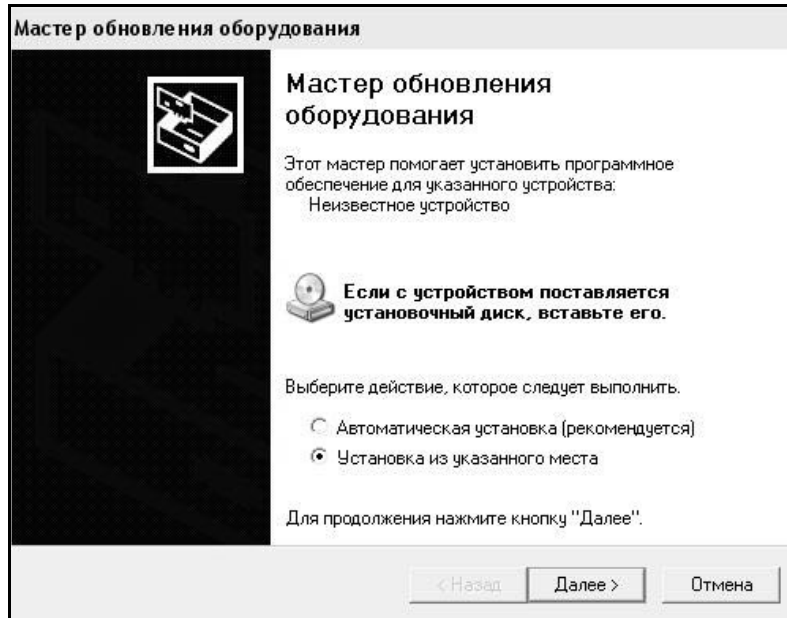 Мастер обновления оборудования
Мастер обновления
оборудования
Этот мастер помогает установить программное
обеспечение для указанного устройства:
Неизвестное устройство
Если с устройством поставляется
установочный диск, вставьте его.
Выберите действие, которое следует выполнить.
Автоматическая установка (рекомендуется)
Установка из указанного места
Для продолжения нажмите кнопку "Далее".
< Назад Далее > Отмена